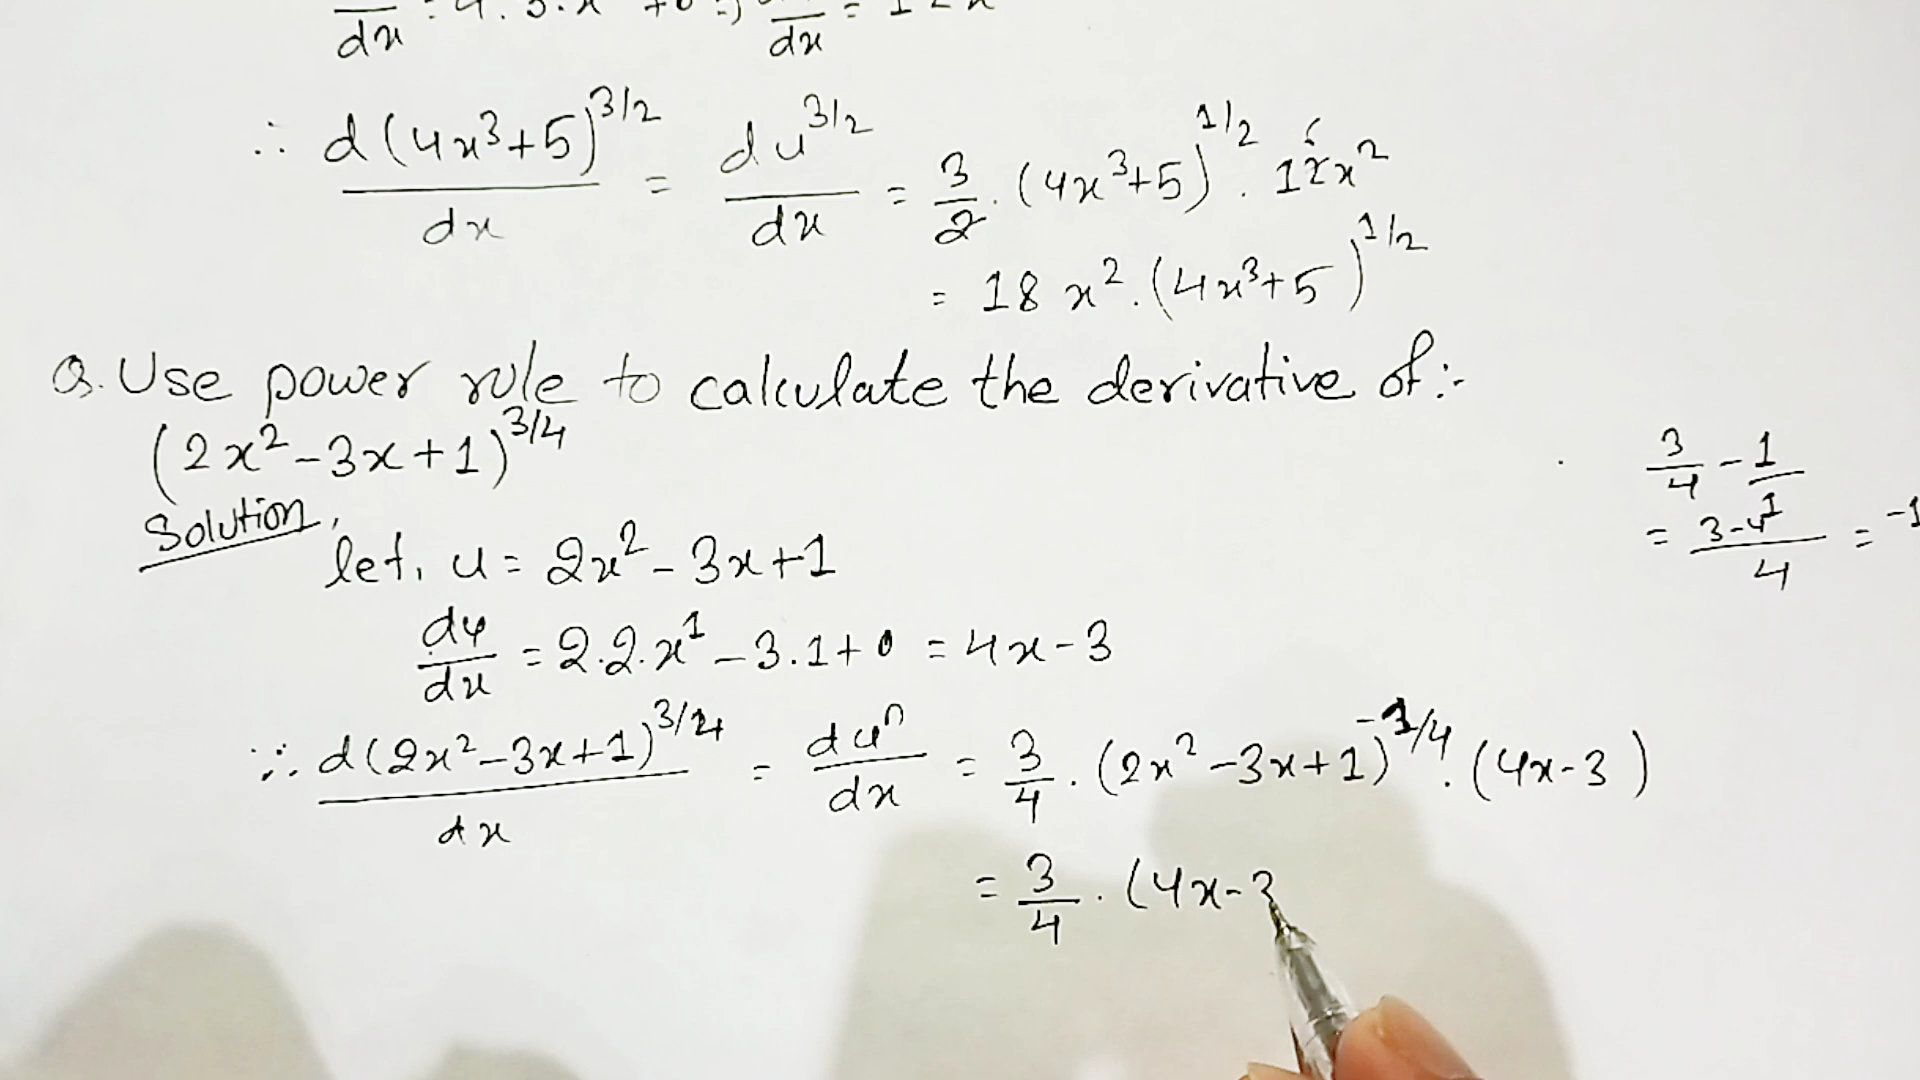 dx dx
∴ d(4x³+5)^3/2 / dx = du^3/2 / dx = 3/2 . (4x³+5)^1/2 . 12x²
= 18 x² . (4x³+5)^1/2
Q. Use power rule to calculate the derivative of :-
(2x²-3x+1)^3/4
Solution,
let, u = 2x² - 3x + 1
du/dx = 2.2.x¹ - 3.1 + 0 = 4x - 3
∴ d(2x²-3x+1)^3/4 / dx = duⁿ/dx = 3/4 . (2x²-3x+1)^-1/4 . (4x-3)
= 3/4 . (4x-3
3/4 - 1
= 3-4/4 = -1